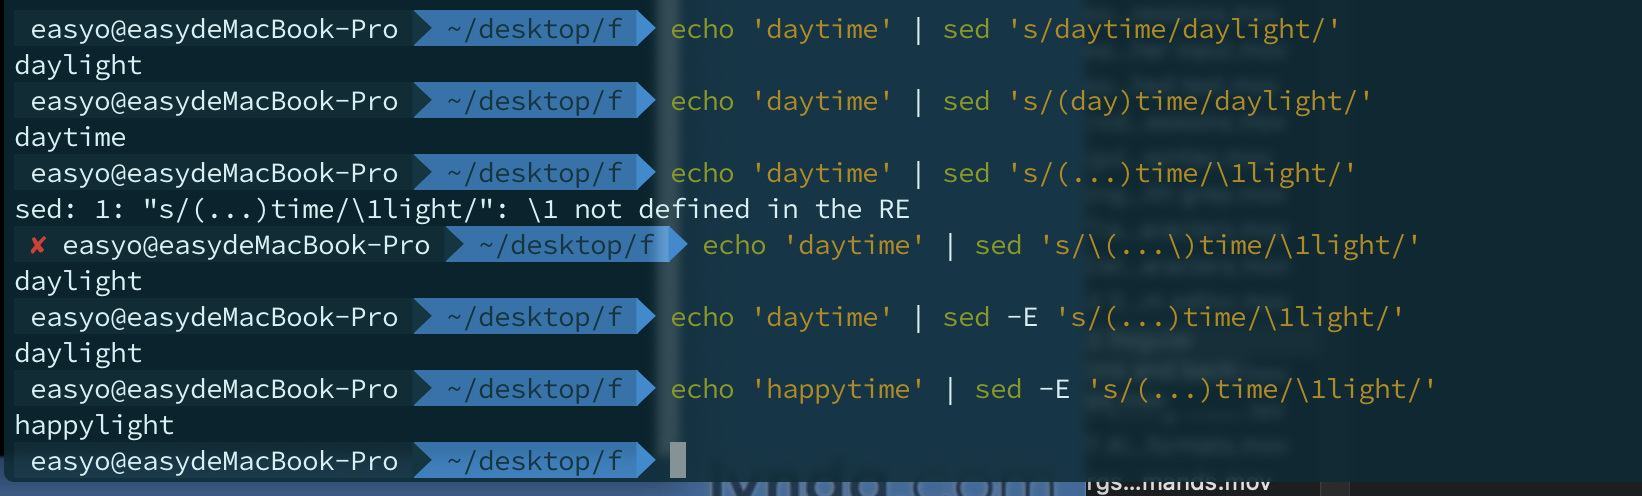 easyo@easydeMacBook-Pro ~/desktop/f echo 'daytime' | sed 's/daytime/daylight/'
daylight
easyo@easydeMacBook-Pro ~/desktop/f echo 'daytime' | sed 's/(day)time/daylight/'
daytime
easyo@easydeMacBook-Pro ~/desktop/f echo 'daytime' | sed 's/(...)time/\1light/'
sed: 1: "s/(...)time/\1light/": \1 not defined in the RE
✘ easyo@easydeMacBook-Pro ~/desktop/f echo 'daytime' | sed 's/\(...\)time/\1light/'
daylight
easyo@easydeMacBook-Pro ~/desktop/f echo 'daytime' | sed -E 's/(...)time/\1light/'
daylight
easyo@easydeMacBook-Pro ~/desktop/f echo 'happytime' | sed -E 's/(...)time/\1light/'
happylight
easyo@easydeMacBook-Pro ~/desktop/f
rgs...mands.mov